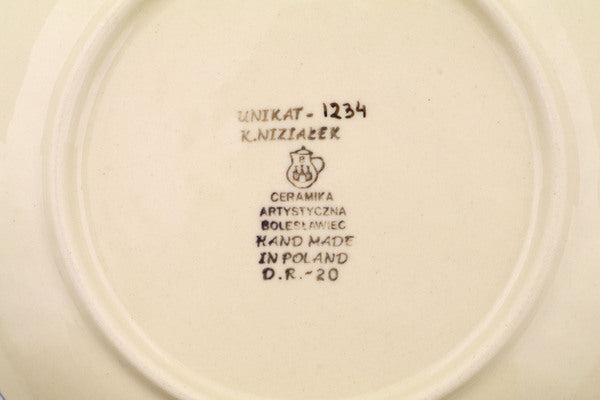 UNIKAT - 1234
K.NIZIAŁEK
CERAMIKA
ARTYSTYCZNA
BOLESŁAWIEC
HAND MADE
IN POLAND
D.R.-20